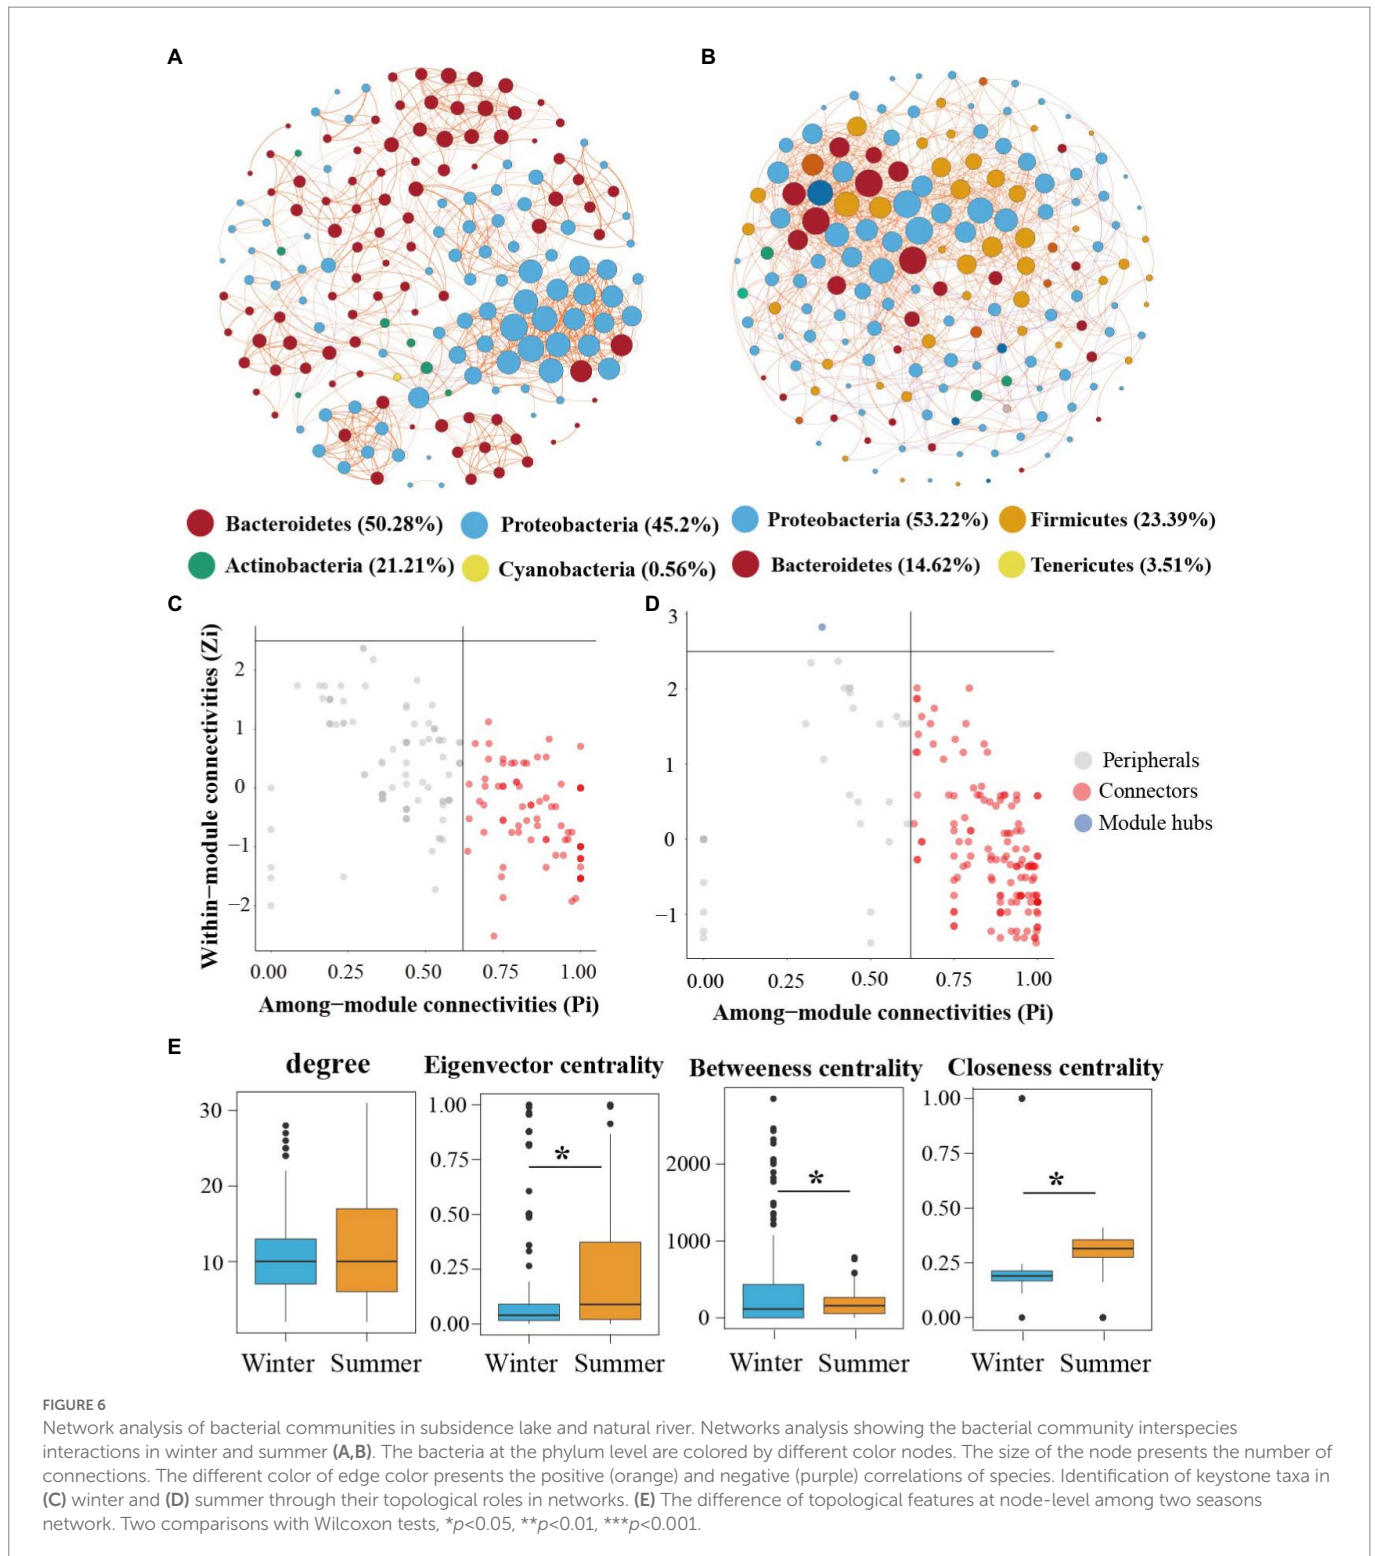 A
B
Bacteroidetes (50.28%) Proteobacteria (45.2%) Proteobacteria (53.22%) Firmicutes (23.39%)
Actinobacteria (21.21%) Cyanobacteria (0.56%) Bacteroidetes (14.62%) Tenericutes (3.51%)
C
Within−module connectivities (Zi)
2
1
0
−1
−2
0.00 0.25 0.50 0.75 1.00
Among−module connectivities (Pi)
D
3
2
1
0
−1
0.00 0.25 0.50 0.75 1.00
Among−module connectivities (Pi)
Peripherals
Connectors
Module hubs
E
degree
30
20
10
Winter Summer
Eigenvector centrality
1.00
0.75
0.50
0.25
0.00
*
Winter Summer
Betweeness centrality
2000
1000
0
*
Winter Summer
Closeness centrality
1.00
0.75
0.50
0.25
0.00
*
Winter Summer
FIGURE 6
Network analysis of bacterial communities in subsidence lake and natural river. Networks analysis showing the bacterial community interspecies
interactions in winter and summer (A,B). The bacteria at the phylum level are colored by different color nodes. The size of the node presents the number of
connections. The different color of edge color presents the positive (orange) and negative (purple) correlations of species. Identification of keystone taxa in
(C) winter and (D) summer through their topological roles in networks. (E) The difference of topological features at node-level among two seasons
network. Two comparisons with Wilcoxon tests, *p<0.05, **p<0.01, ***p<0.001.